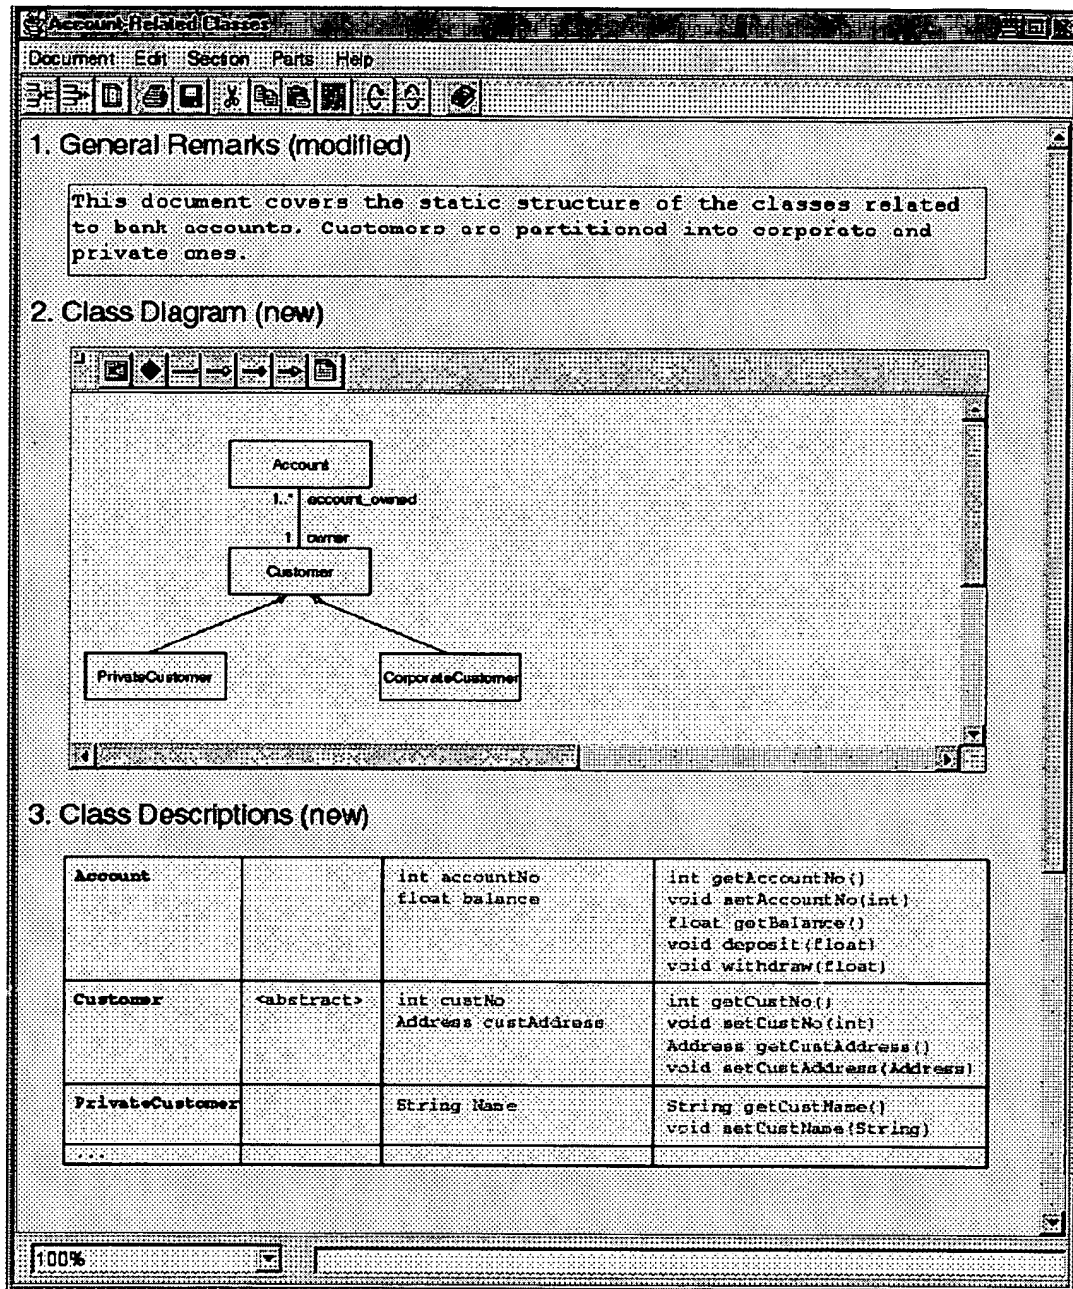 Account-Related Classes
Document Edit Section Parts Help
1. General Remarks (modified)
This document covers the static structure of the classes related
to bank accounts. Customers are partitioned into corporate and
private ones.
2. Class Diagram (new)
Account
1..* account_owned
1 owner
Customer
PrivateCustomer CorporateCustomer
3. Class Descriptions (new)
Account int accountNo int getAccountNo()
float balance void setAccountNo(int)
float getBalance()
void deposit(float)
void withdraw(float)
Customer <abstract> int custNo int getCustNo()
Address custAddress void setCustNo(int)
Address getCustAddress()
void setCustAddress(Address)
PrivateCustomer String Name String getCustName()
void setCustName(String)
...
100%